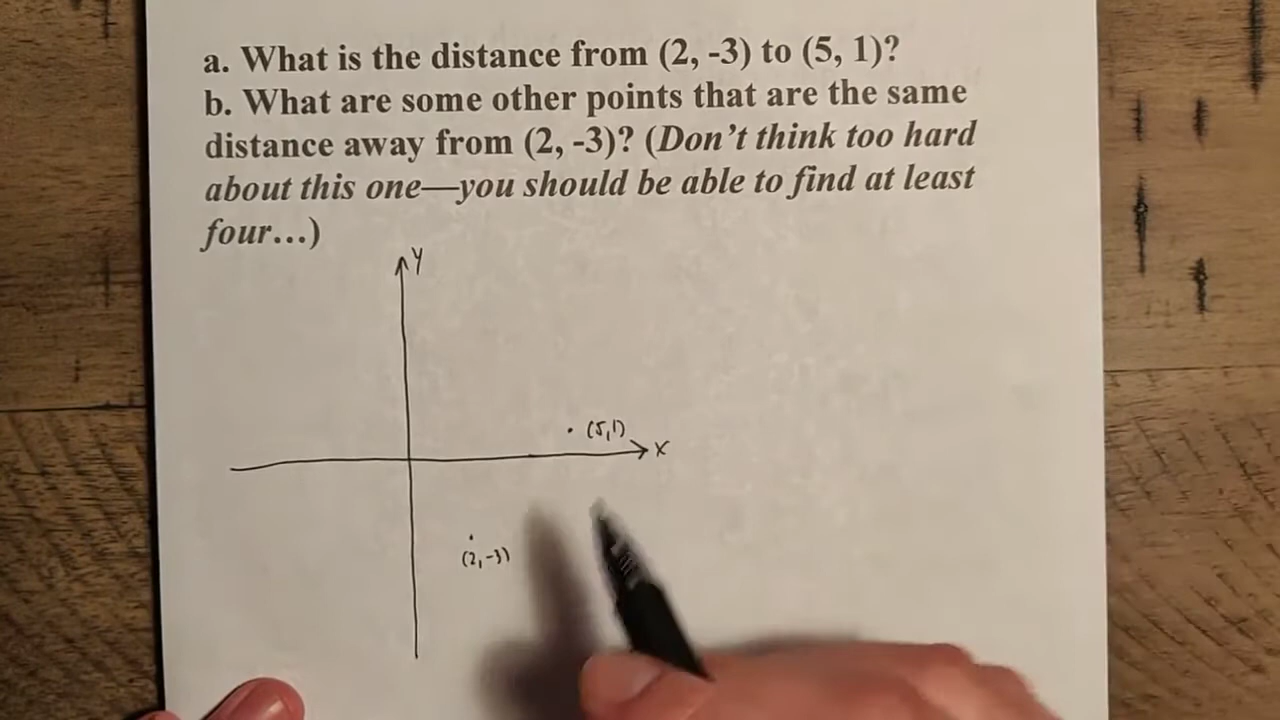 a. What is the distance from (2, -3) to (5, 1)?
b. What are some other points that are the same
distance away from (2, -3)? (Don’t think too hard
about this one—you should be able to find at least
four…)
Y
(5,1)
X
(2,-3)